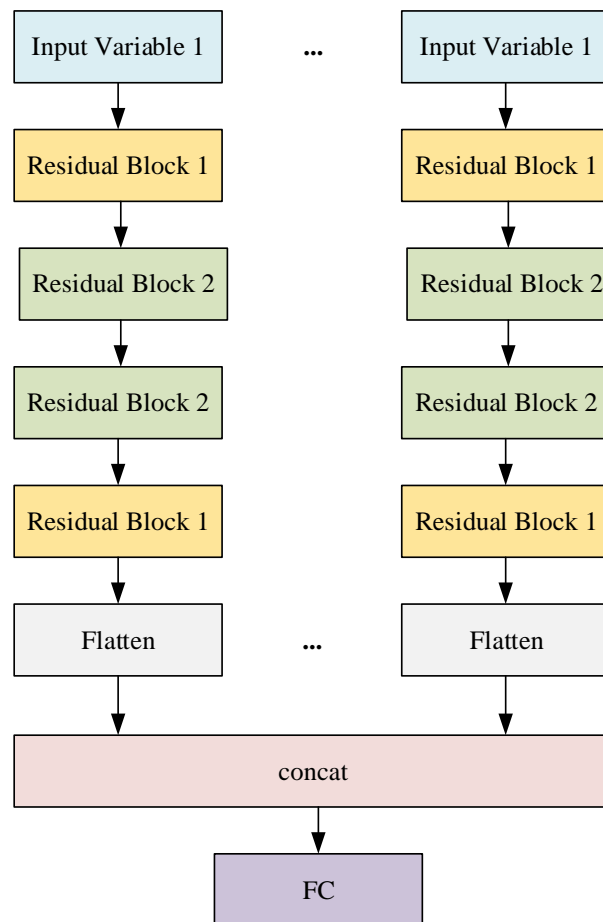 Input Variable 1 ... Input Variable 1
Residual Block 1 Residual Block 1
Residual Block 2 Residual Block 2
Residual Block 2 Residual Block 2
Residual Block 1 Residual Block 1
Flatten ... Flatten
concat
FC